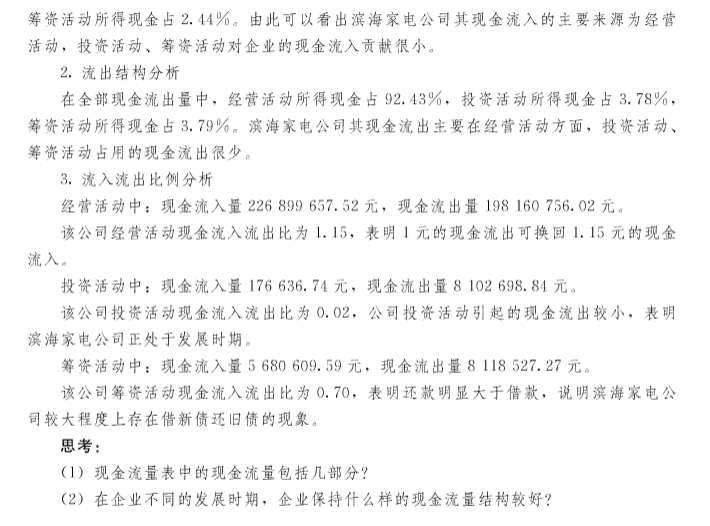 筹资活动所得现金占 2.44%。由此可以看出滨海家电公司其现金流入的主要来源为经营
活动，投资活动、筹资活动对企业的现金流入贡献很小。
2. 流出结构分析
在全部现金流出量中，经营活动所得现金占 92.43%，投资活动所得现金占 3.78%，
筹资活动所得现金占 3.79%。滨海家电公司其现金流出主要在经营活动方面，投资活动、
筹资活动占用的现金流出很少。
3. 流入流出比例分析
经营活动中：现金流入量 226 899 657.52 元，现金流出量 198 160 756.02 元。
该公司经营活动现金流入流出比为 1.15，表明 1 元的现金流出可换回 1.15 元的现金
流入。
投资活动中：现金流入量 176 636.74 元，现金流出量 8 102 698.84 元。
该公司投资活动现金流入流出比为 0.02，公司投资活动引起的现金流出较小，表明
滨海家电公司正处于发展时期。
筹资活动中：现金流入量 5 680 609.59 元，现金流出量 8 118 527.27 元。
该公司筹资活动现金流入流出比为 0.70，表明还款明显大于借款，说明滨海家电公
司较大程度上存在借新债还旧债的现象。
思考：
(1) 现金流量表中的现金流量包括几部分？
(2) 在企业不同的发展时期，企业保持什么样的现金流量结构较好？